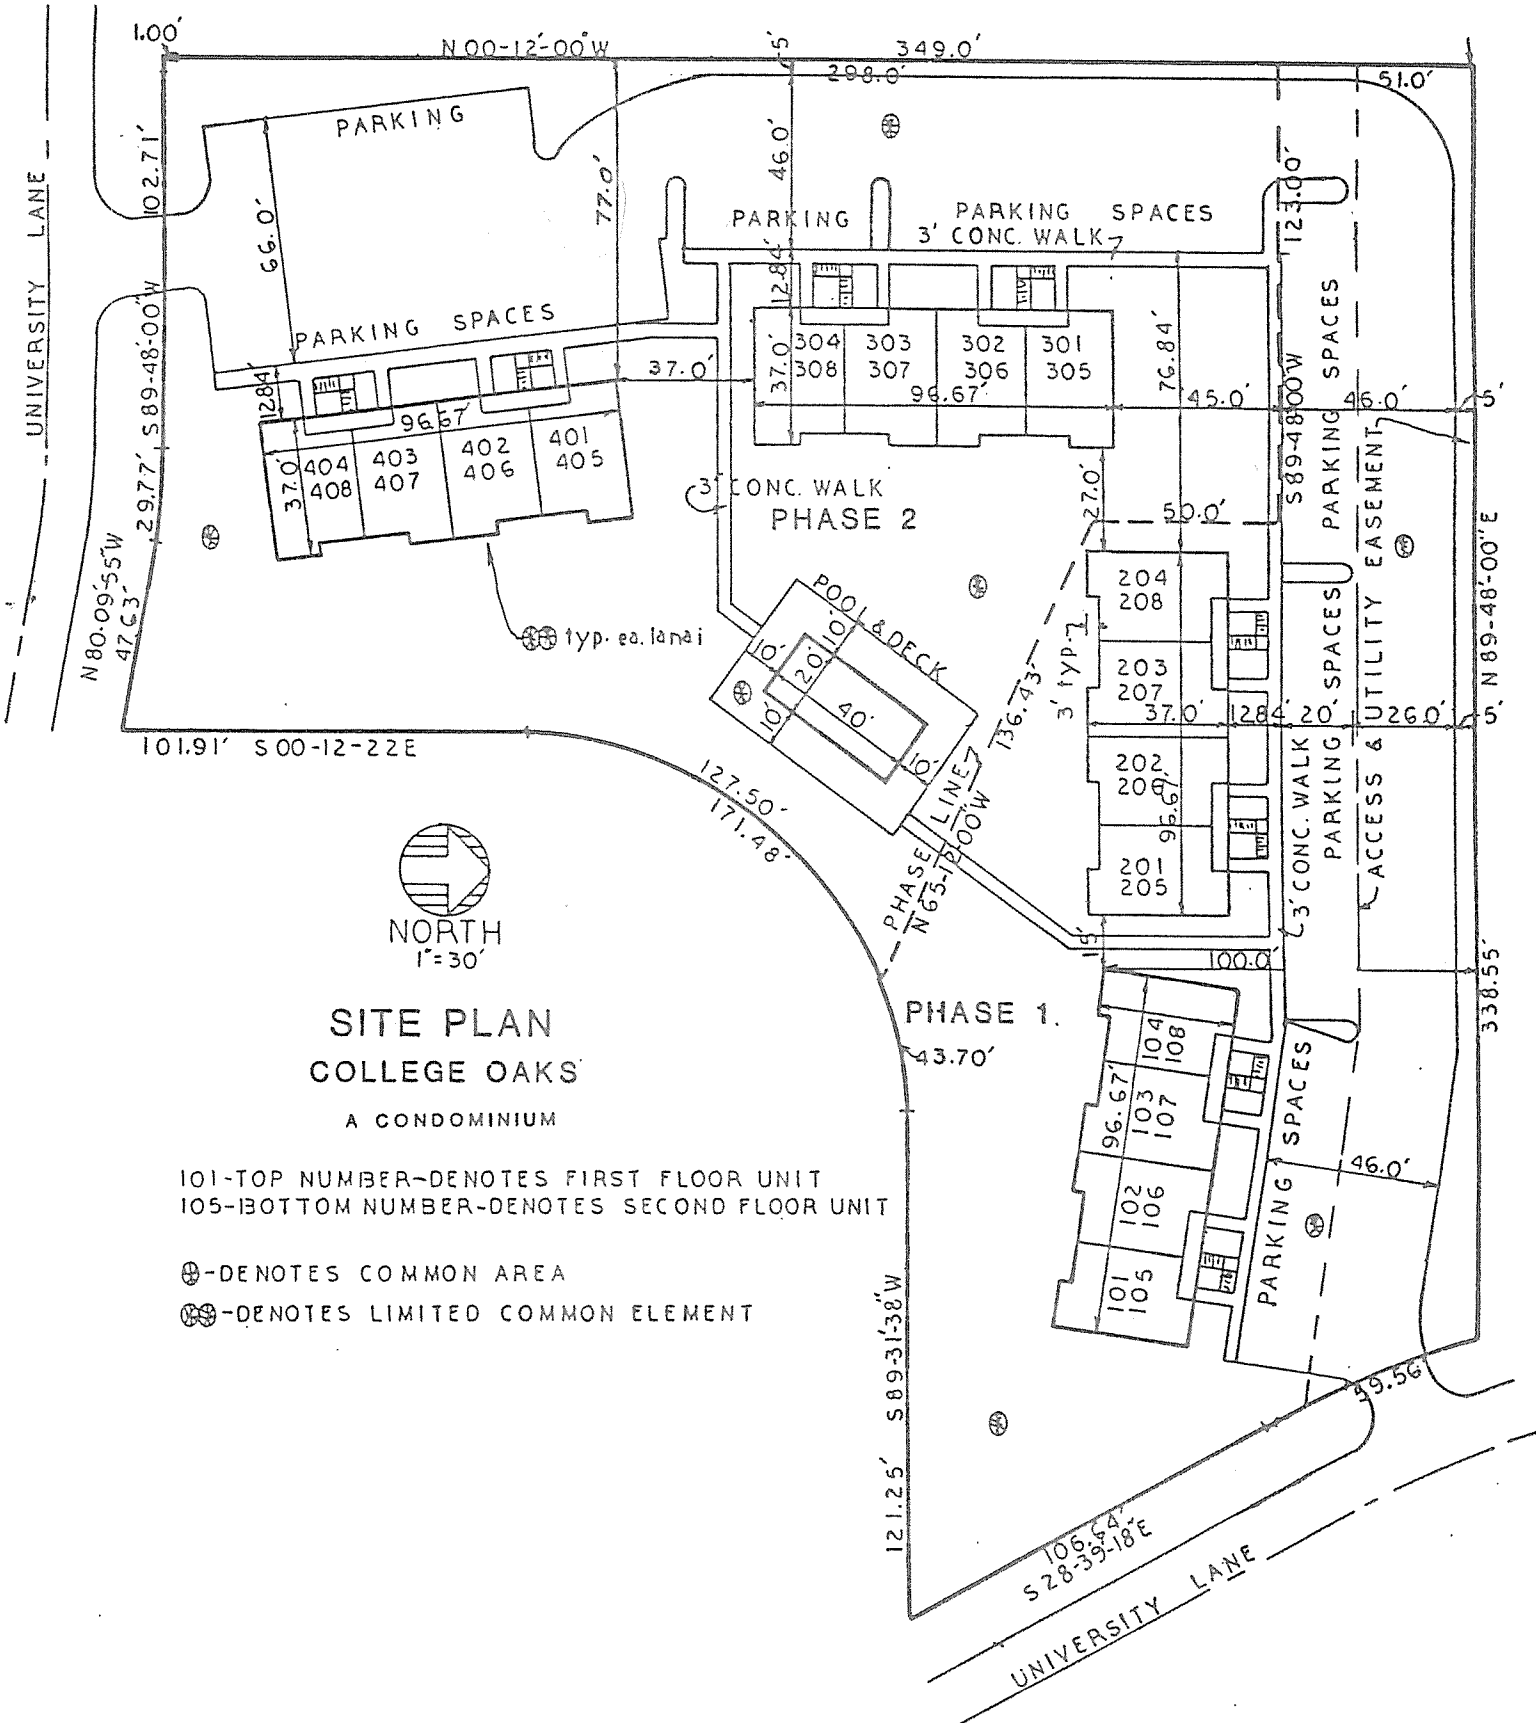 1.00'
N 00-12'-00"W
5'
349.0'
298.0'
51.0'
PARKING
102.71'
66.0'
77.0'
46.0'
123.00'
UNIVERSITY LANE
PARKING
PARKING SPACES
3' CONC. WALK
12.84'
PARKING SPACES
S 89-48'-00"W
12.84'
37.0'
37.0'
304
308
303
307
302
306
301
305
96.67'
76.84'
45.0'
46.0'
5'
S 89-48-00W
PARKING SPACES
PARKING SPACES
96.67'
37.0'
404
408
403
407
402
406
401
405
29.77'
N 80-09'-55"W
47.63'
3' CONC. WALK
PHASE 2
27.0'
50.0'
ACCESS & UTILITY EASEMENT
N 89-48'-00"E
338.55'
typ. ea. lanai
POOL & DECK
10'
10'
20'
40'
10'
10'
136.43'
PHASE LINE
N 65-12-00W
3' typ.
204
208
203
207
37.0'
12.84'
20'
26.0'
5'
202
206
96.67'
201
205
3' CONC. WALK
PARKING SPACES
101.91' S 00-12-22E
127.50'
171.48'
NORTH
1"=30'
15'
100.0'
SITE PLAN
COLLEGE OAKS
A CONDOMINIUM
PHASE 1.
43.70'
104
108
103
107
96.67'
102
106
101
105
PARKING SPACES
46.0'
101-TOP NUMBER-DENOTES FIRST FLOOR UNIT
105-BOTTOM NUMBER-DENOTES SECOND FLOOR UNIT
-DENOTES COMMON AREA
-DENOTES LIMITED COMMON ELEMENT
S 89-31'-38"W
121.25'
59.56'
106.64'
S 28-39'-18"E
UNIVERSITY LANE